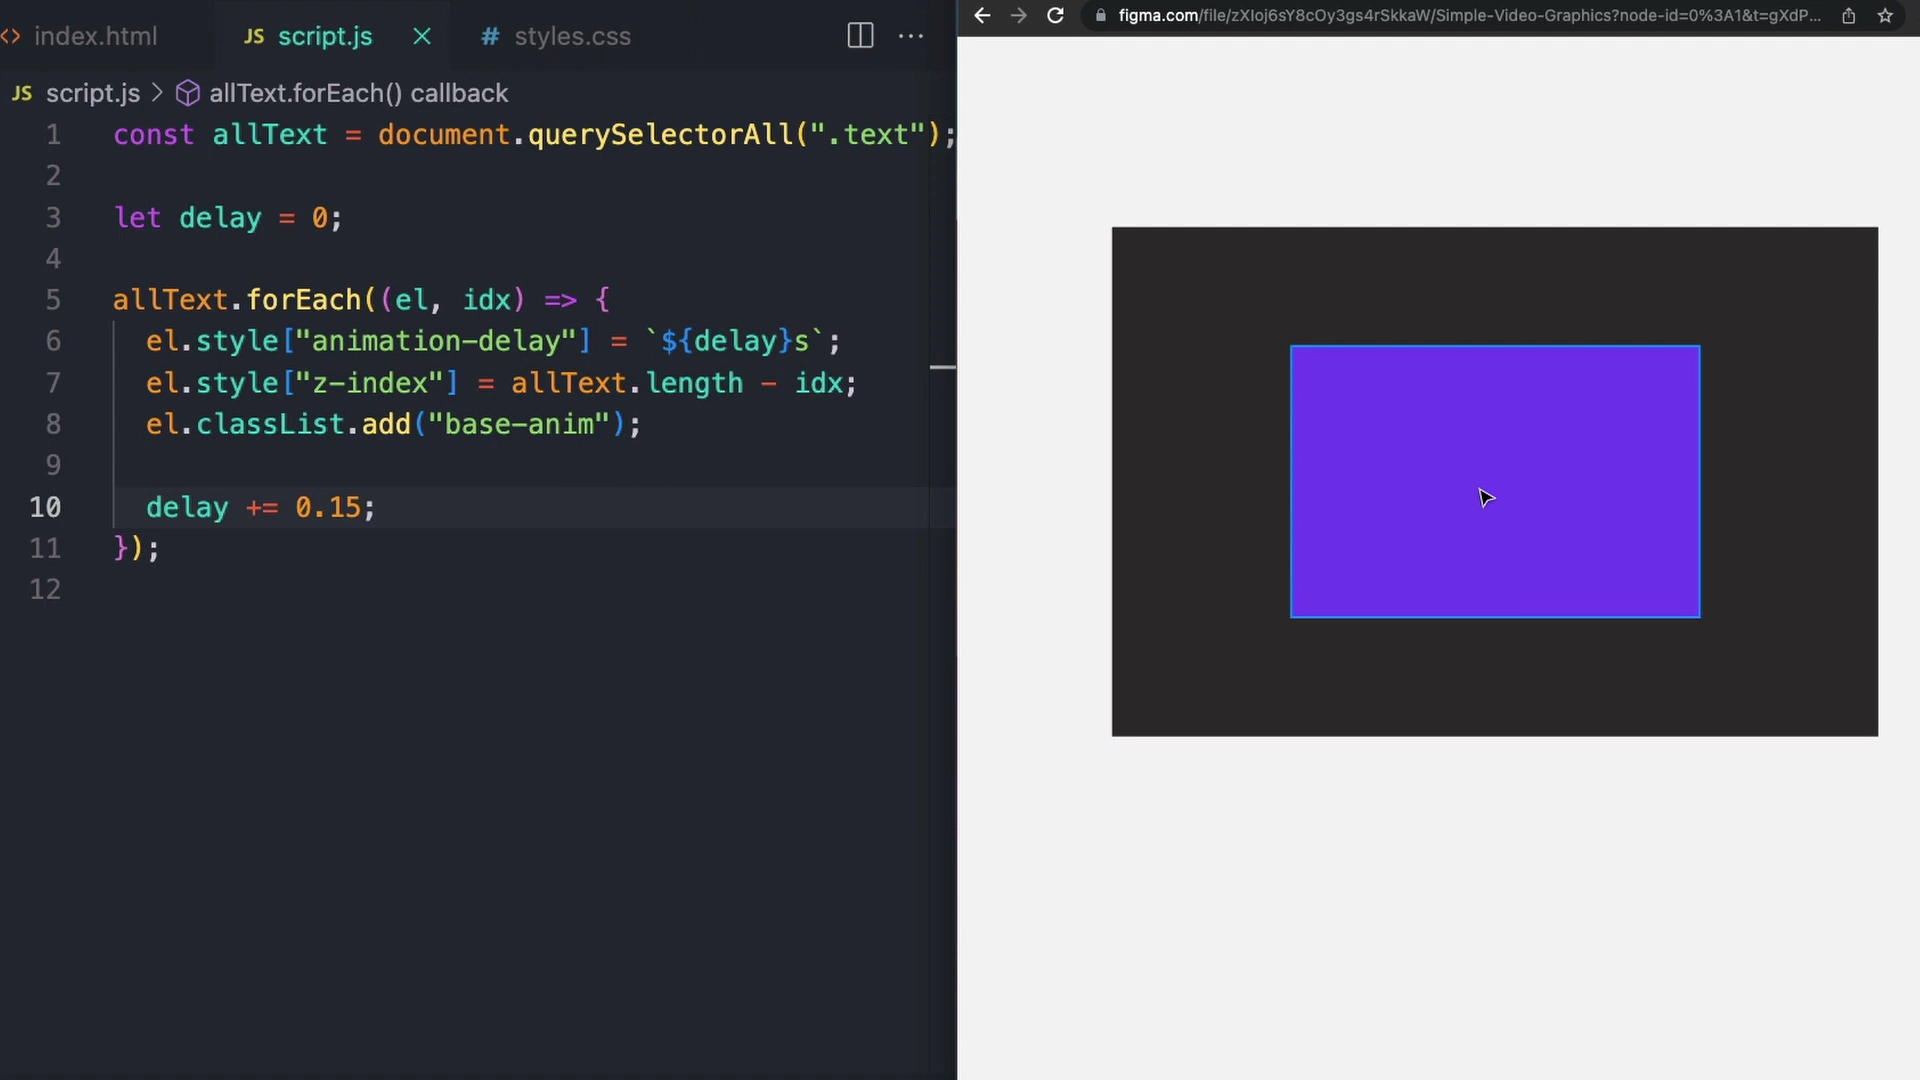 index.html
JS script.js
# styles.css
JS script.js > allText.forEach() callback
1 const allText = document.querySelectorAll(".text");
2
3 let delay = 0;
4
5 allText.forEach((el, idx) => {
6 el.style["animation-delay"] = `${delay}s`;
7 el.style["z-index"] = allText.length - idx;
8 el.classList.add("base-anim");
9
10 delay += 0.15;
11 });
12
figma.com/file/zXIoj6sY8cOy3gs4rSkkaW/Simple-Video-Graphics?node-id=0%3A1&t=gXdP...